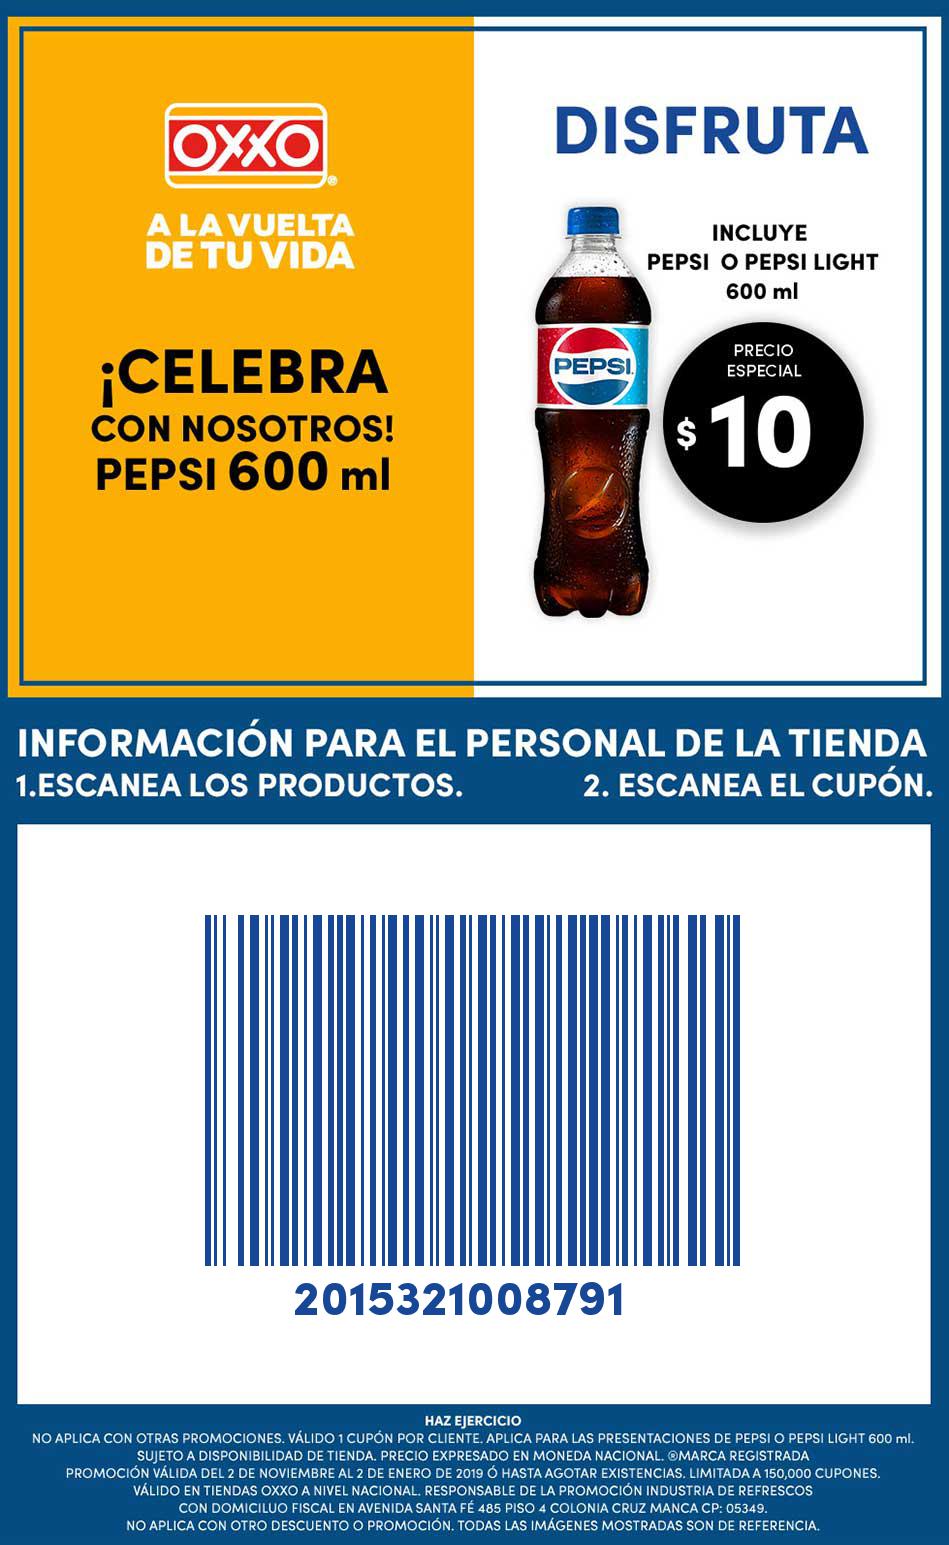 OXXO
®
A LA VUELTA
DE TU VIDA
¡CELEBRA
CON NOSOTROS!
PEPSI 600 ml
DISFRUTA
INCLUYE
PEPSI O PEPSI LIGHT
600 ml
PEPSI
PRECIO
ESPECIAL
$ 10
INFORMACIÓN PARA EL PERSONAL DE LA TIENDA
1.ESCANEA LOS PRODUCTOS. 2. ESCANEA EL CUPÓN.
2015321008791
HAZ EJERCICIO
NO APLICA CON OTRAS PROMOCIONES. VÁLIDO 1 CUPÓN POR CLIENTE. APLICA PARA LAS PRESENTACIONES DE PEPSI O PEPSI LIGHT 600 ml.
SUJETO A DISPONIBILIDAD DE TIENDA. PRECIO EXPRESADO EN MONEDA NACIONAL. ®MARCA REGISTRADA
PROMOCIÓN VÁLIDA DEL 2 DE NOVIEMBRE AL 2 DE ENERO DE 2019 Ó HASTA AGOTAR EXISTENCIAS. LIMITADA A 150,000 CUPONES.
VÁLIDO EN TIENDAS OXXO A NIVEL NACIONAL. RESPONSABLE DE LA PROMOCIÓN INDUSTRIA DE REFRESCOS
CON DOMICILUO FISCAL EN AVENIDA SANTA FÉ 485 PISO 4 COLONIA CRUZ MANCA CP: 05349.
NO APLICA CON OTRO DESCUENTO O PROMOCIÓN. TODAS LAS IMÁGENES MOSTRADAS SON DE REFERENCIA.